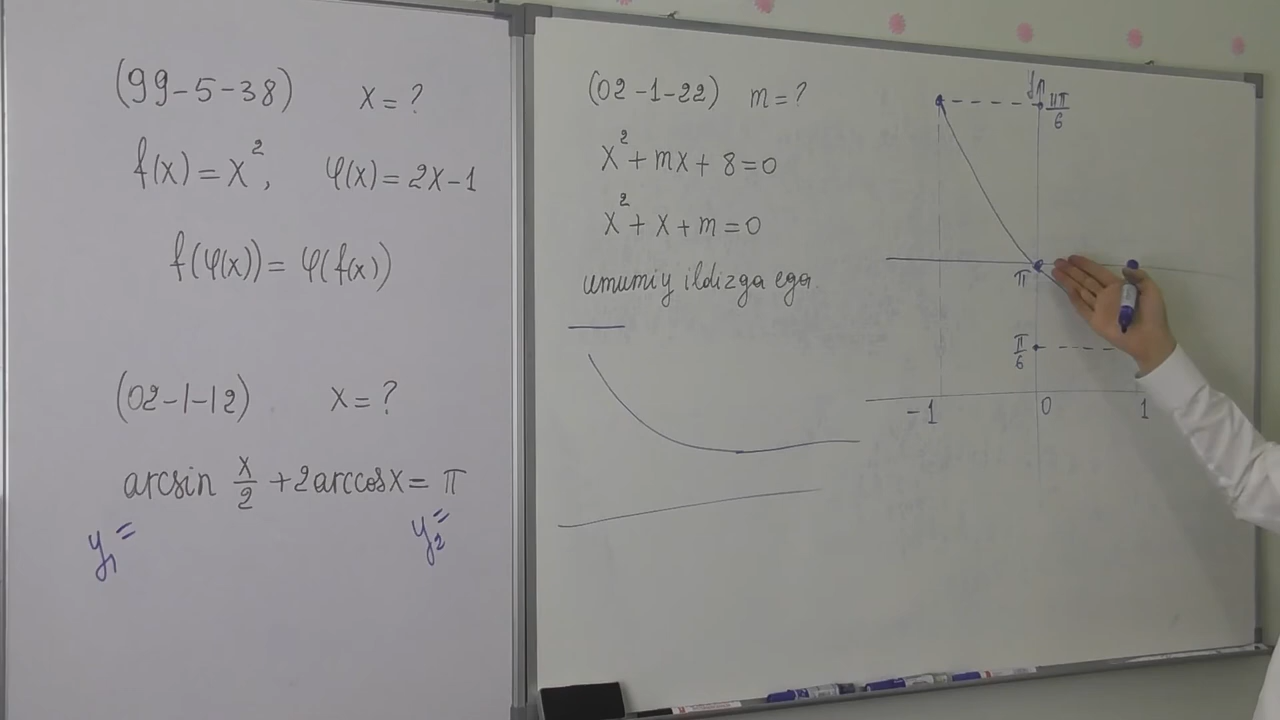 (99-5-38) x=?
f(x)=x², φ(x)=2x-1
f(φ(x))=φ(f(x))
(02-1-12) x=?
arcsin x/2 +2arccosx=π
y₁= y₂=
(02-1-22) m=?
x²+mx+8=0
x²+x+m=0
umumiy ildizga ega.
y
11π/6
π
π/6
-1 0 1